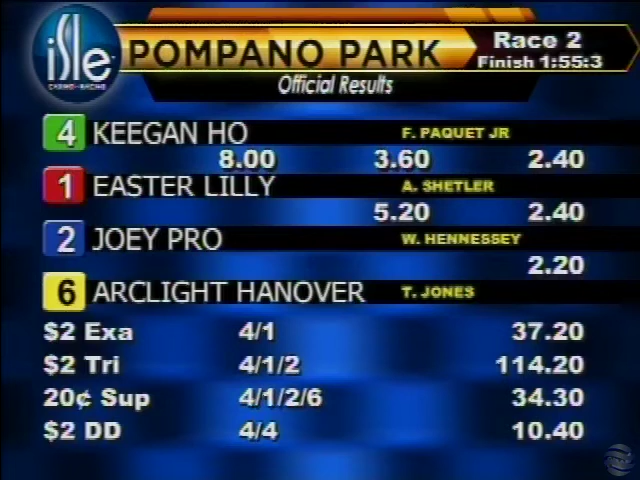 isle
CASINO • RACING
POMPANO PARK
Race 2
Finish 1:55:3
Official Results
4 KEEGAN HO F. PAQUET JR
8.00 3.60 2.40
1 EASTER LILLY A. SHETLER
5.20 2.40
2 JOEY PRO W. HENNESSEY
2.20
6 ARCLIGHT HANOVER T. JONES
$2 Exa 4/1 37.20
$2 Tri 4/1/2 114.20
20¢ Sup 4/1/2/6 34.30
$2 DD 4/4 10.40